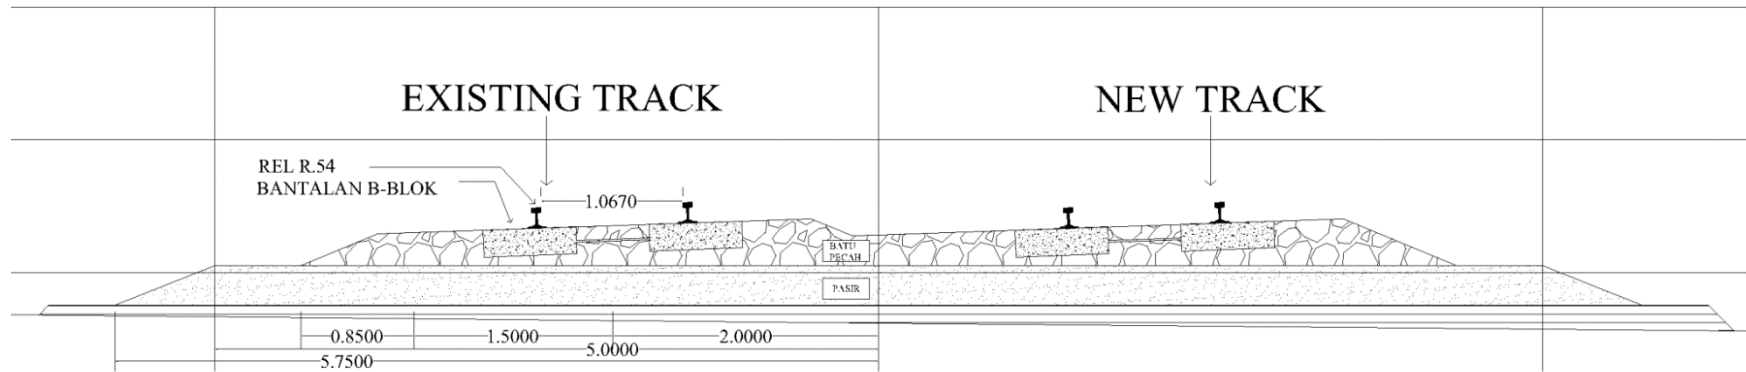 EXISTING TRACK
NEW TRACK
REL R.54
BANTALAN B-BLOK
1.0670
BATU
PECAH
PASIR
0.8500
1.5000
2.0000
5.0000
5.7500